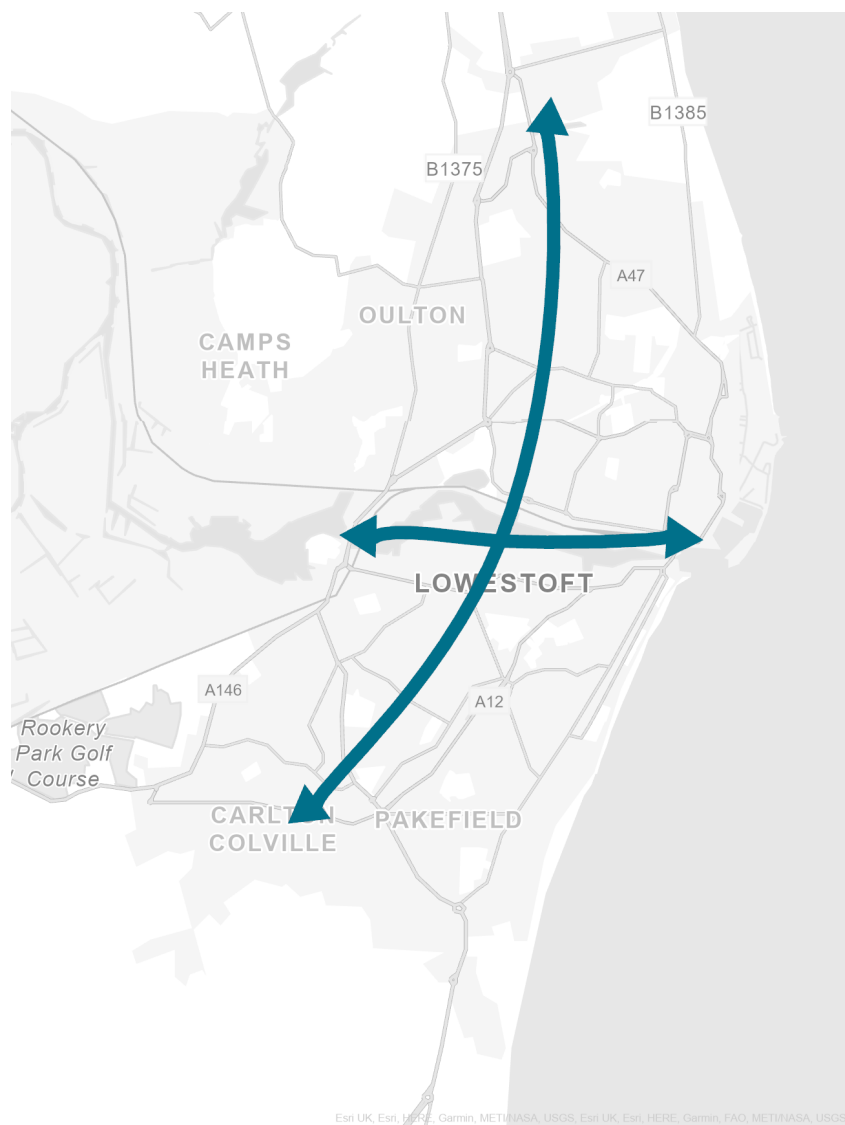 B1385
B1375
A47
OULTON
CAMPS
HEATH
LOWESTOFT
A146
A12
Rookery
Park Golf
Course
CARLTON
COLVILLE
PAKEFIELD
Esri UK, Esri, HERE, Garmin, METI/NASA, USGS, Esri UK, Esri, HERE, Garmin, FAO, METI/NASA, USGS